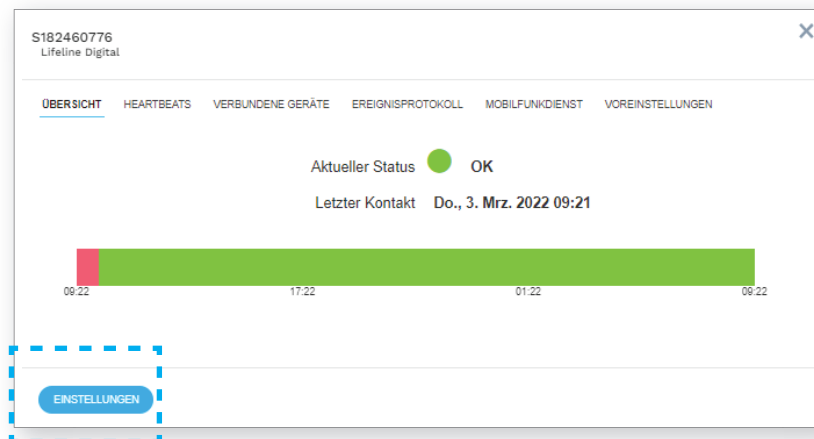 S182460776
Lifeline Digital
ÜBERSICHT HEARTBEATS VERBUNDENE GERÄTE EREIGNISPROTOKOLL MOBILFUNKDIENST VOREINSTELLUNGEN
Aktueller Status OK
Letzter Kontakt Do., 3. Mrz. 2022 09:21
09:22 17:22 01:22 09:22
EINSTELLUNGEN